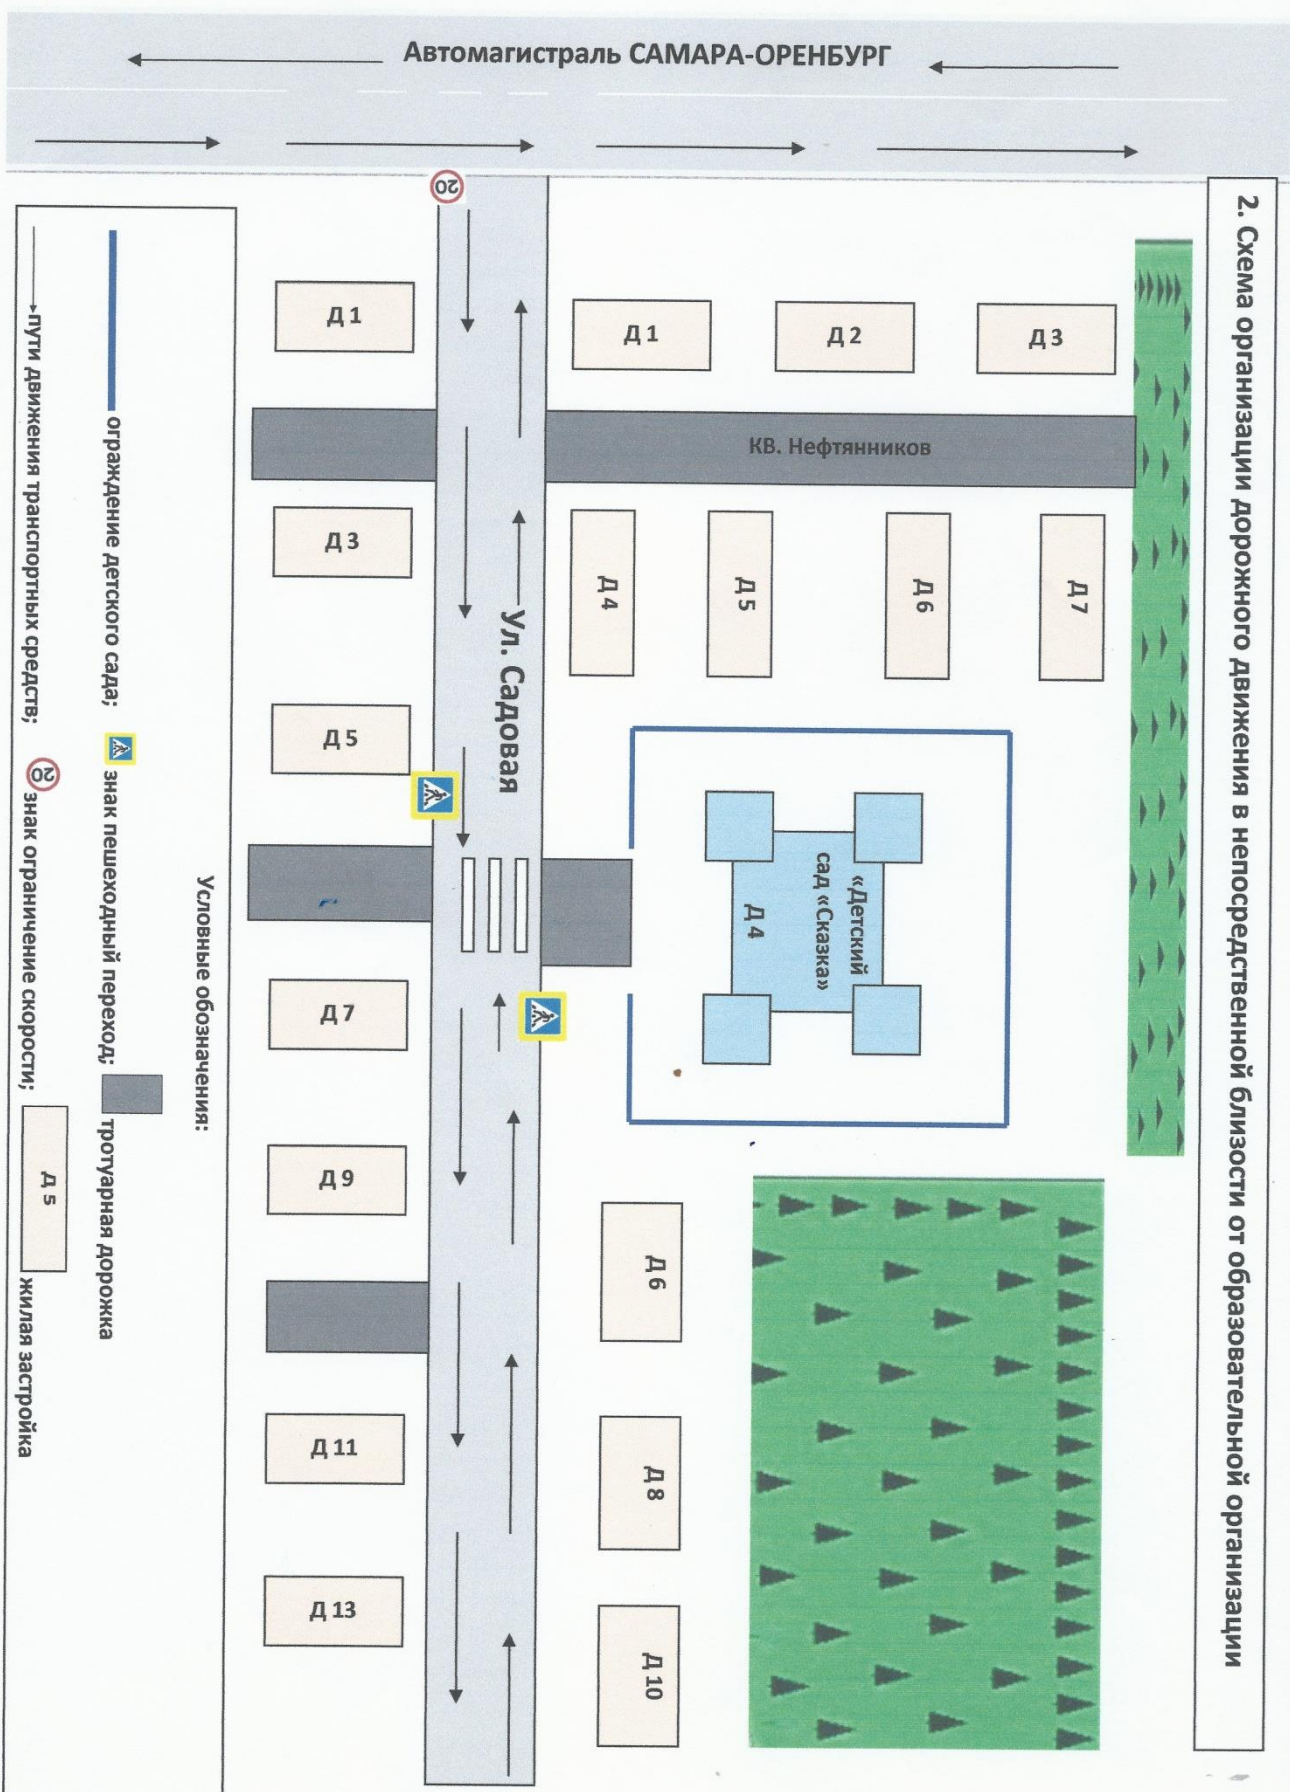 2. Схема организации дорожного движения в непосредственной близости от образовательной организации
Автомагистраль САМАРА-ОРЕНБУРГ
20
Д 1
Д 1
Д 2
Д 3
КВ. Нефтянников
Д 3
Д 4
Д 5
Д 6
Д 7
Ул. Садовая
Д 5
«Детский
сад «Сказка»
Д 4
Д 7
Д 9
Д 6
Д 11
Д 8
Д 13
Д 10
Условные обозначения:
ограждение детского сада;
знак пешеходный переход;
тротуарная дорожка
пути движения транспортных средств;
20
знак ограничение скорости;
Д 5
жилая застройка